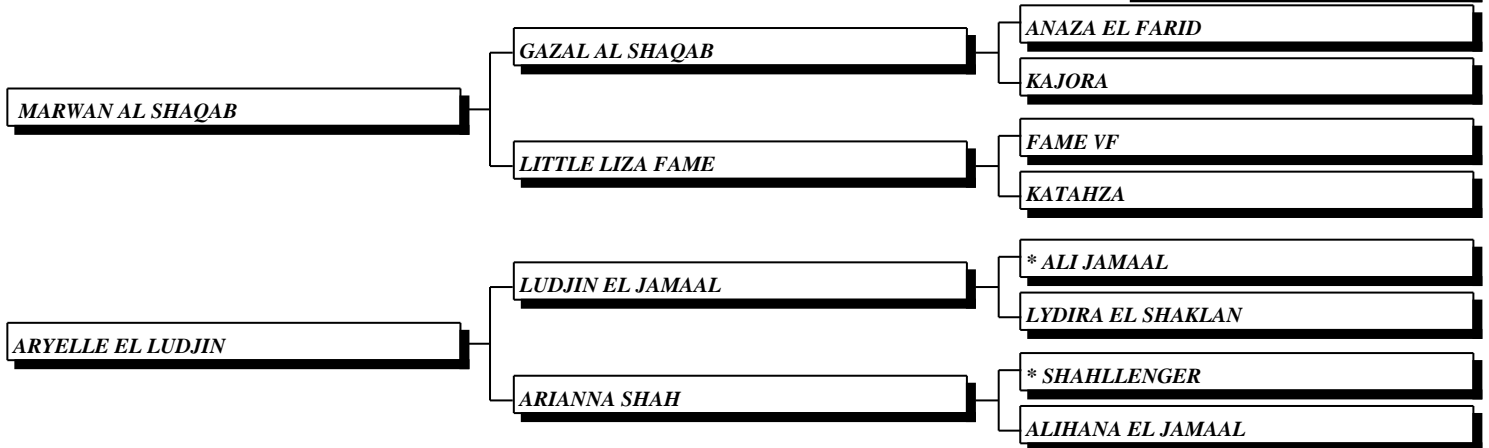 ANAZA EL FARID
GAZAL AL SHAQAB
KAJORA
MARWAN AL SHAQAB
FAME VF
LITTLE LIZA FAME
KATAHZA
* ALI JAMAAL
LUDJIN EL JAMAAL
LYDIRA EL SHAKLAN
ARYELLE EL LUDJIN
* SHAHLLENGER
ARIANNA SHAH
ALIHANA EL JAMAAL